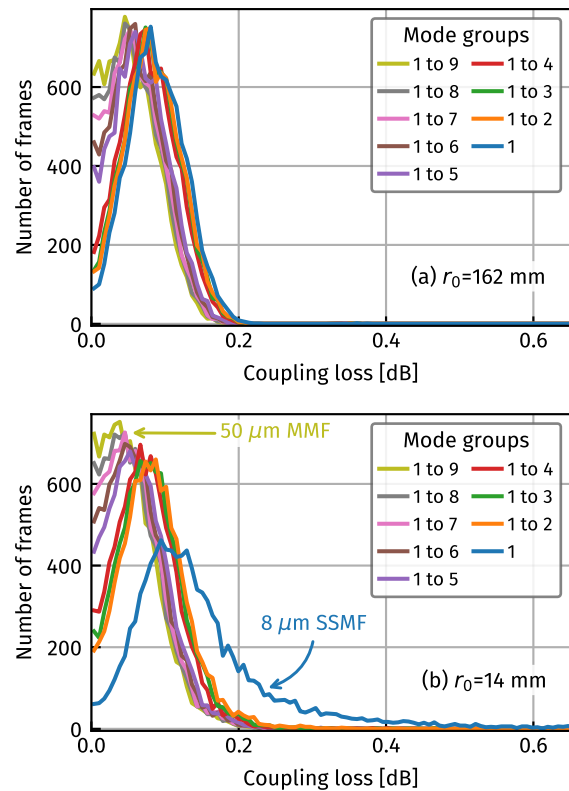 Number of frames
600
400
200
0
0.0 0.2 0.4 0.6
Coupling loss [dB]
Mode groups
1 to 9 1 to 4
1 to 8 1 to 3
1 to 7 1 to 2
1 to 6 1
1 to 5
(a) r₀=162 mm
Number of frames
600
400
200
0
0.0 0.2 0.4 0.6
Coupling loss [dB]
50 μm MMF
Mode groups
1 to 9 1 to 4
1 to 8 1 to 3
1 to 7 1 to 2
1 to 6 1
1 to 5
8 μm SSMF
(b) r₀=14 mm